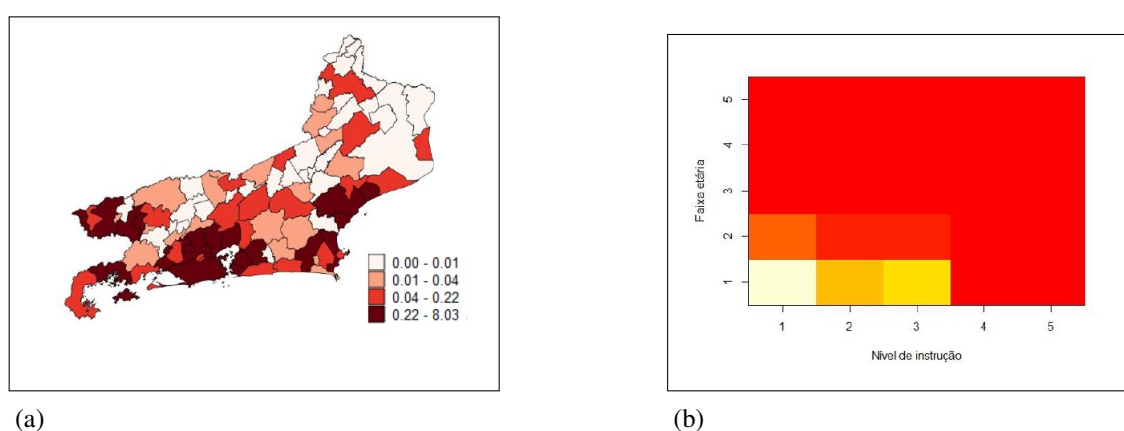 0.00 - 0.01
0.01 - 0.04
0.04 - 0.22
0.22 - 8.03
(a)
5
4
3
2
1
Faixa etária
1 2 3 4 5
Nível de instrução
(b)